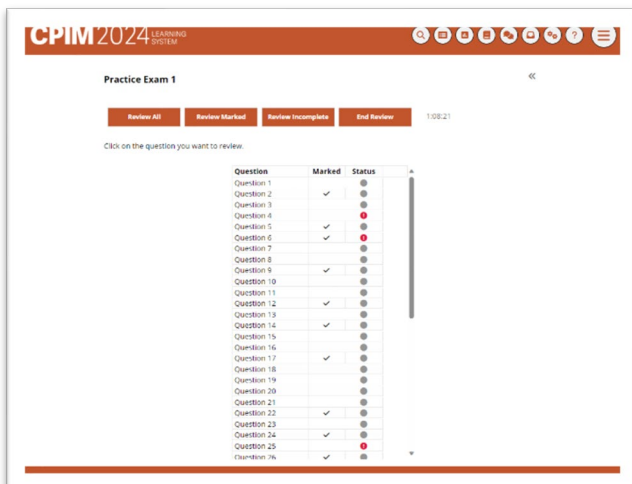 CPIM 2024 LEARNING SYSTEM
?
Practice Exam 1
«
Review All Review Marked Review Incomplete End Review 1:08:21
Click on the question you want to review.
Question Marked Status
Question 1
Question 2 ✓
Question 3
Question 4 !
Question 5 ✓
Question 6 ✓ !
Question 7
Question 8
Question 9 ✓
Question 10
Question 11
Question 12 ✓
Question 13
Question 14 ✓
Question 15
Question 16
Question 17 ✓
Question 18
Question 19
Question 20
Question 21
Question 22 ✓
Question 23
Question 24 ✓
Question 25 !
Question 26 ✓